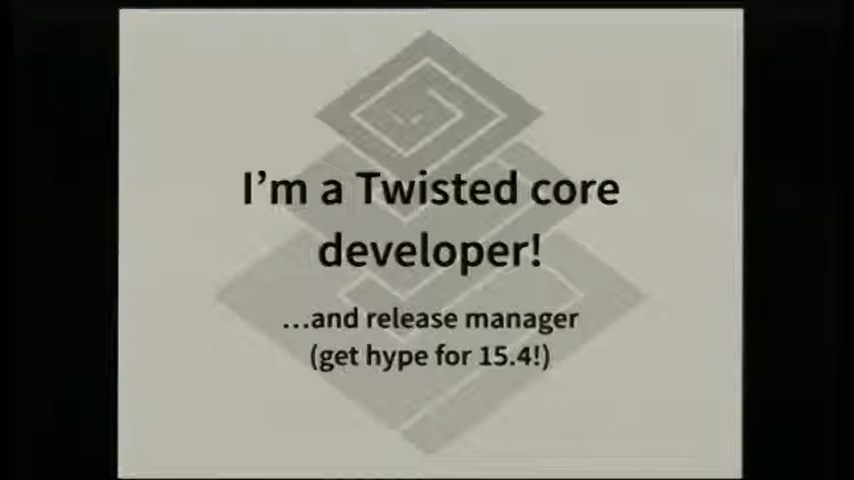 I'm a Twisted core
developer!
…and release manager
(get hype for 15.4!)